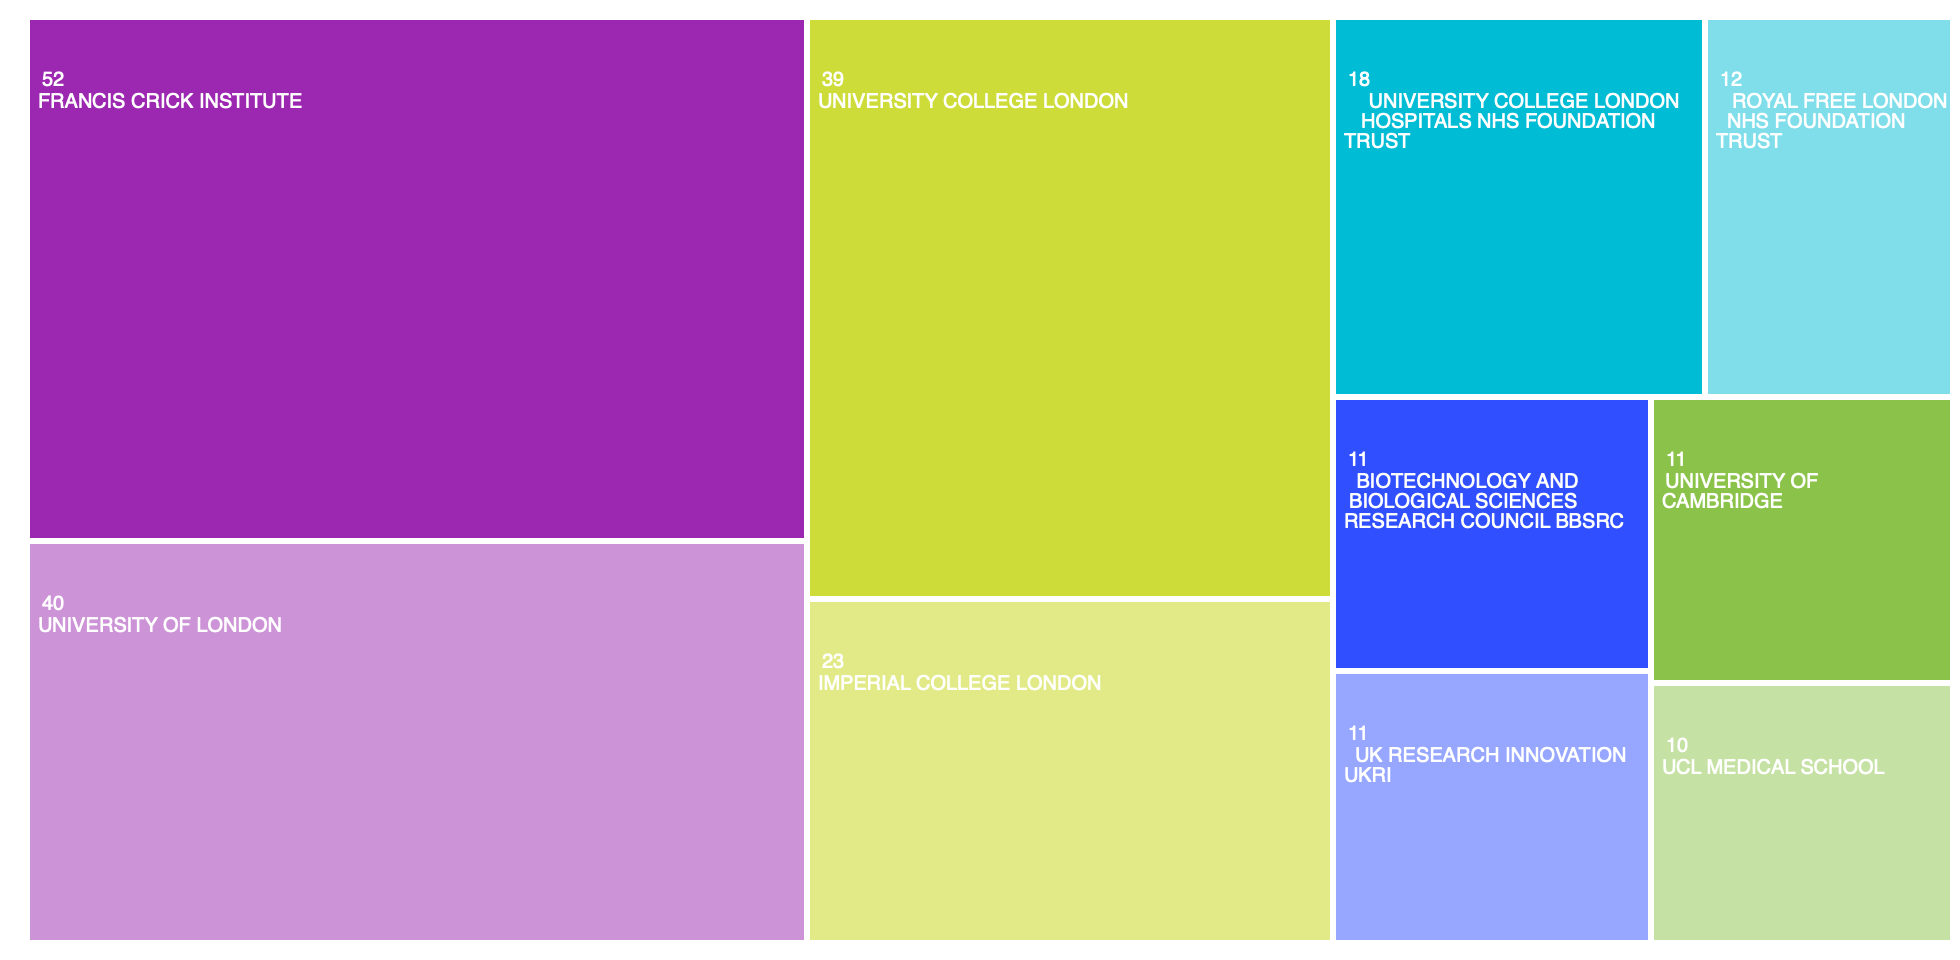 52
FRANCIS CRICK INSTITUTE
40
UNIVERSITY OF LONDON
39
UNIVERSITY COLLEGE LONDON
23
IMPERIAL COLLEGE LONDON
18
UNIVERSITY COLLEGE LONDON
HOSPITALS NHS FOUNDATION
TRUST
12
ROYAL FREE LONDON
NHS FOUNDATION
TRUST
11
BIOTECHNOLOGY AND
BIOLOGICAL SCIENCES
RESEARCH COUNCIL BBSRC
11
UNIVERSITY OF
CAMBRIDGE
11
UK RESEARCH INNOVATION
UKRI
10
UCL MEDICAL SCHOOL